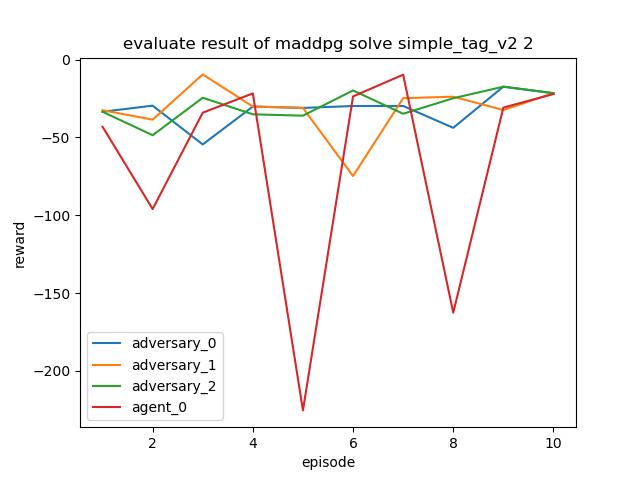 evaluate result of maddpg solve simple_tag_v2 2
0
−50
−100
−150
−200
reward
adversary_0
adversary_1
adversary_2
agent_0
2
4
6
8
10
episode